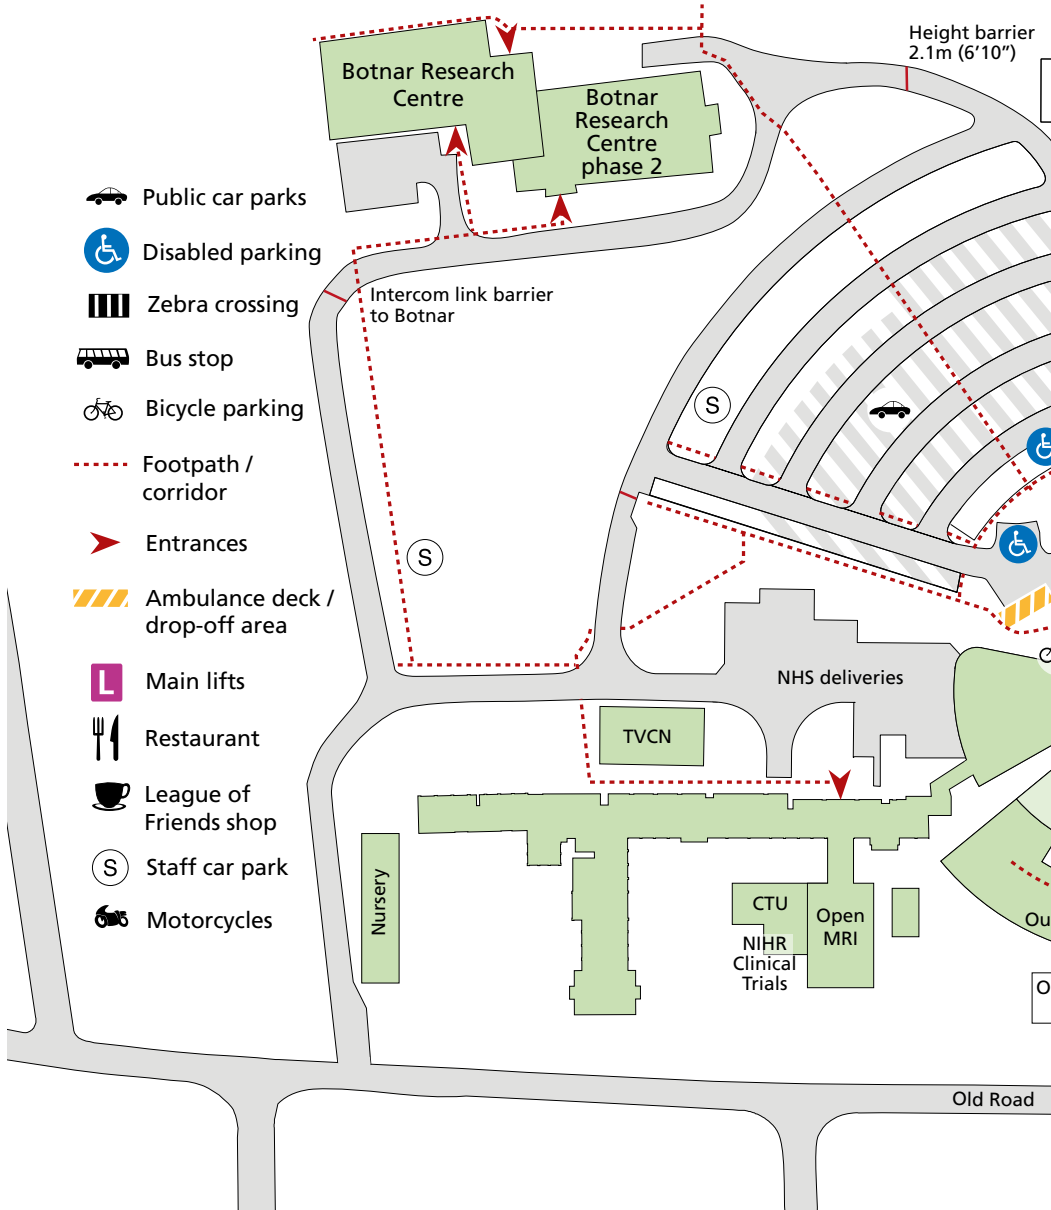 Height barrier
2.1m (6’10”)
Botnar Research
Centre
Botnar
Research
Centre
phase 2
Public car parks
Disabled parking
Zebra crossing
Bus stop
Bicycle parking
Footpath /
corridor
Entrances
Ambulance deck /
drop-off area
Main lifts
L
Restaurant
League of
Friends shop
S
Staff car park
Motorcycles
Intercom link barrier
to Botnar
S
S
NHS deliveries
TVCN
Nursery
CTU
Open
MRI
NIHR
Clinical
Trials
Ou
O
Old Road